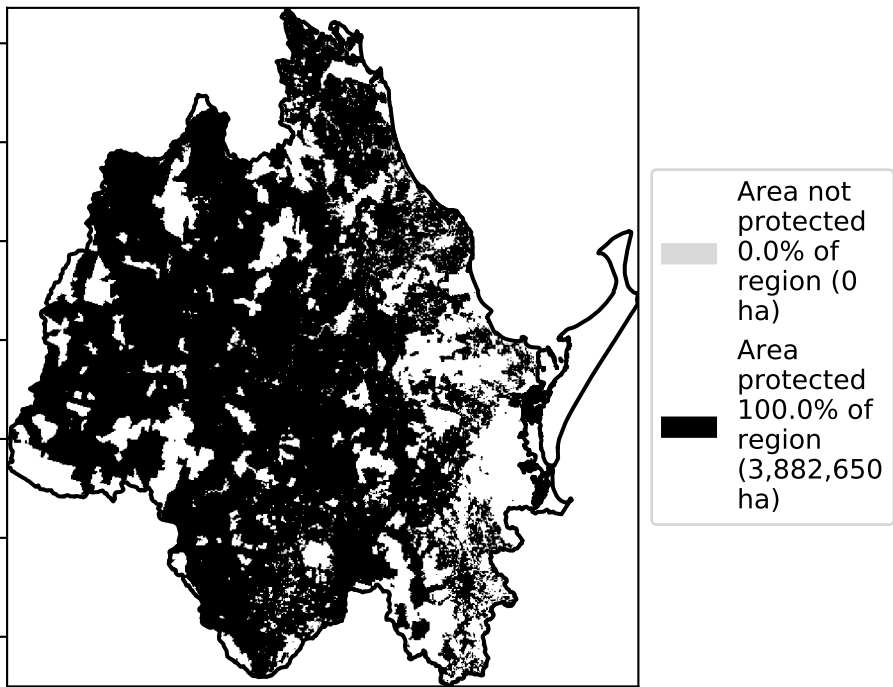 Area not
protected
0.0% of
region (0
ha)
Area
protected
100.0% of
region
(3,882,650
ha)